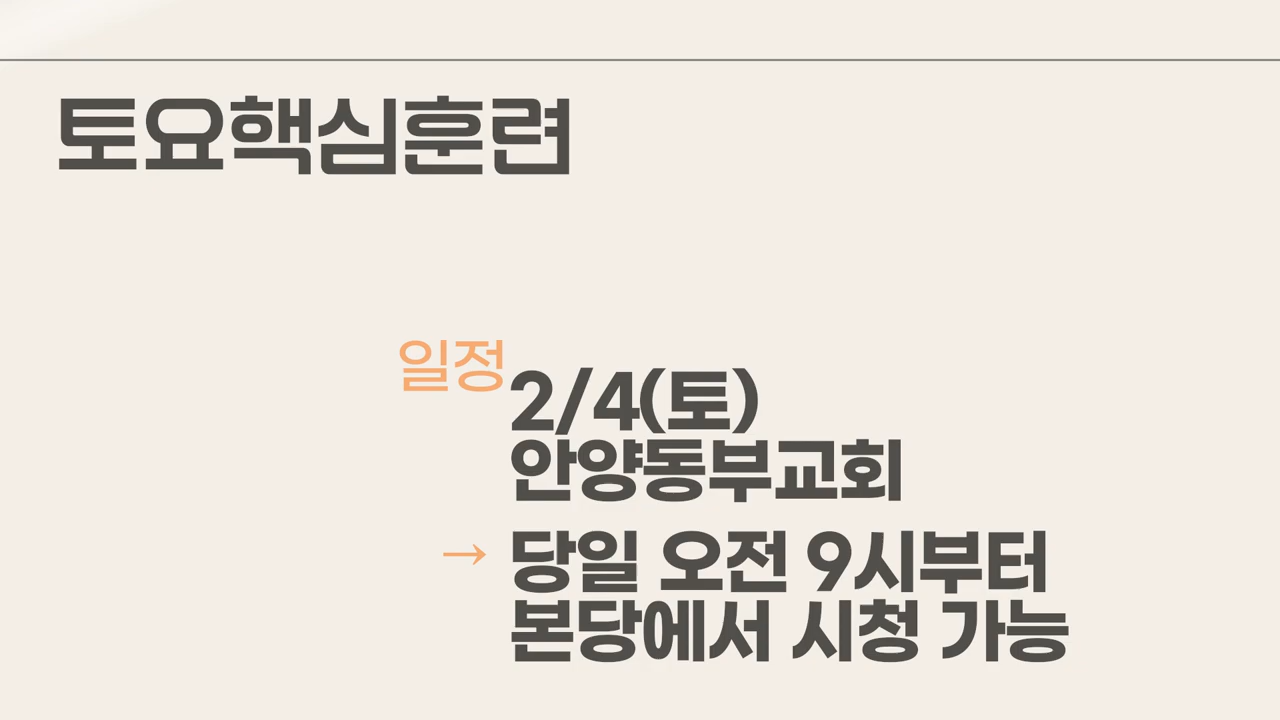 토요핵심훈련
일정
2/4(토)
안양동부교회
→ 당일 오전 9시부터
본당에서 시청 가능